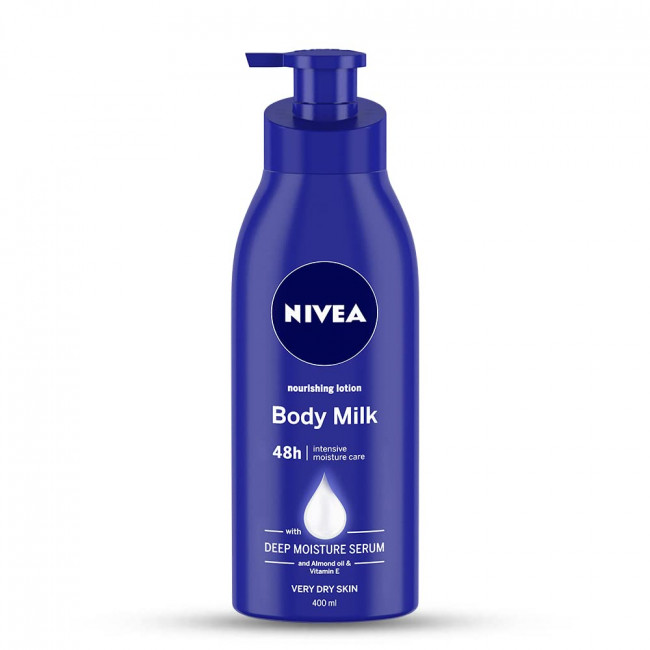 NIVEA
nourishing lotion
Body Milk
48h | intensive
moisture care
with
DEEP MOISTURE SERUM
and Almond oil &
Vitamin E
VERY DRY SKIN
400 ml